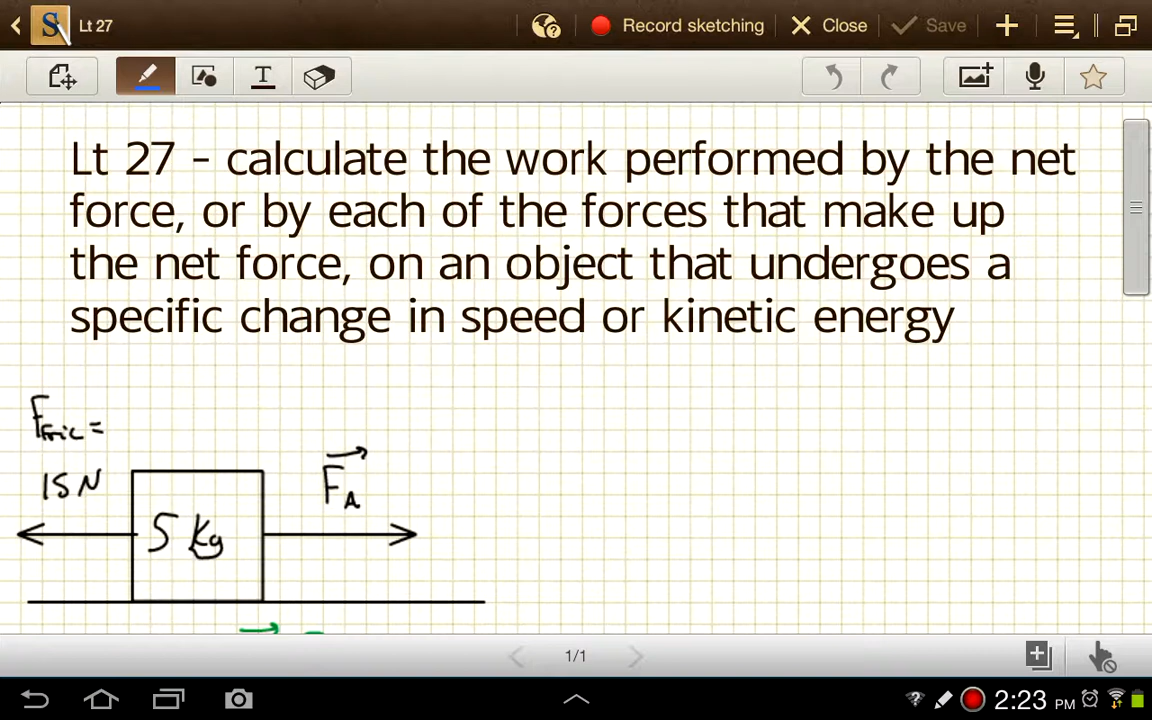 S Lt 27 Record sketching Close Save
T
Lt 27 - calculate the work performed by the net
force, or by each of the forces that make up
the net force, on an object that undergoes a
specific change in speed or kinetic energy
Ffric =
15 N
FA
5 kg
1/1
2:23 PM